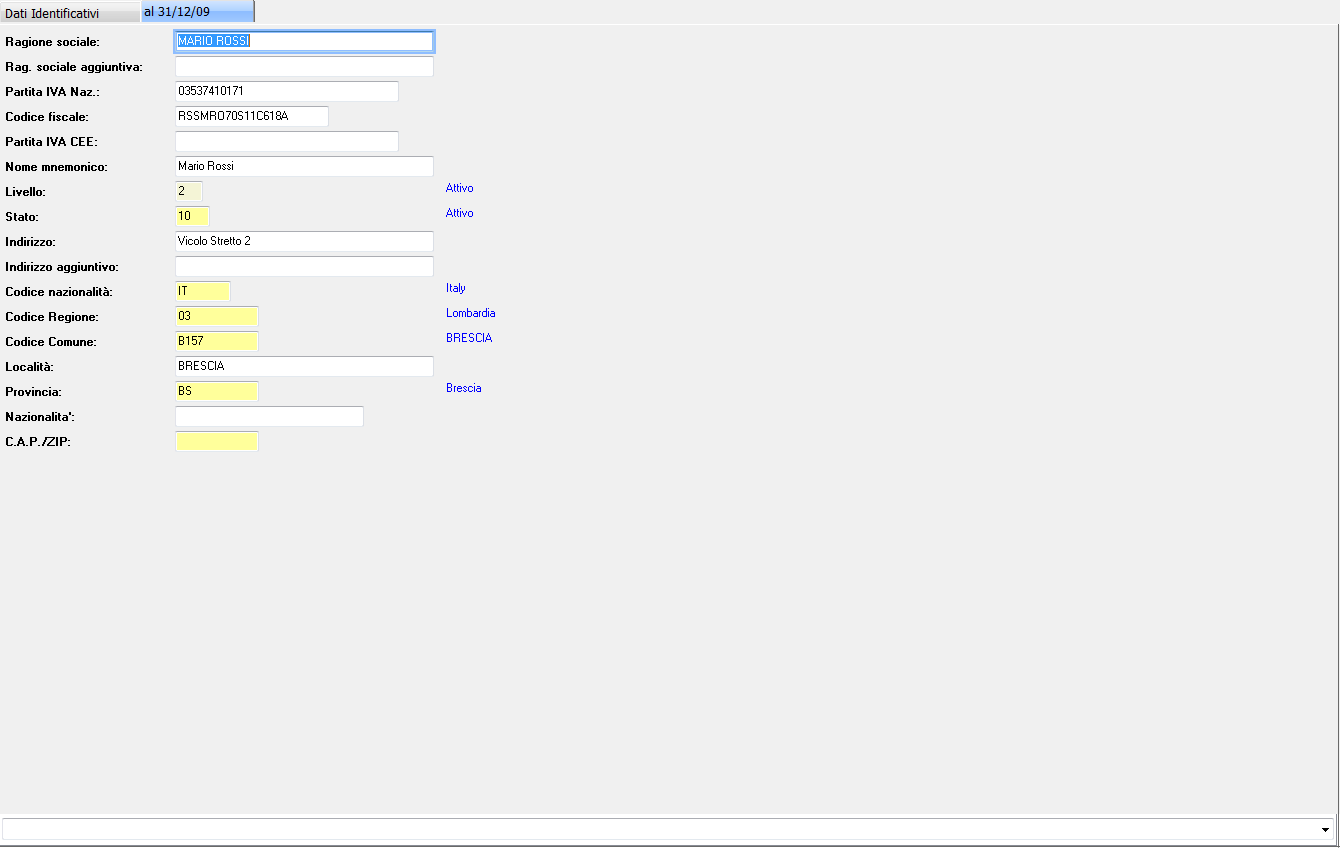 Dati Identificativi al 31/12/09
Ragione sociale: MARIO ROSSI
Rag. sociale aggiuntiva:
Partita IVA Naz.: 03537410171
Codice fiscale: RSSMRO70S11C618A
Partita IVA CEE:
Nome mnemonico: Mario Rossi
Livello: 2 Attivo
Stato: 10 Attivo
Indirizzo: Vicolo Stretto 2
Indirizzo aggiuntivo:
Codice nazionalità: IT Italy
Codice Regione: 03 Lombardia
Codice Comune: B157 BRESCIA
Località: BRESCIA
Provincia: BS Brescia
Nazionalita':
C.A.P./ZIP: